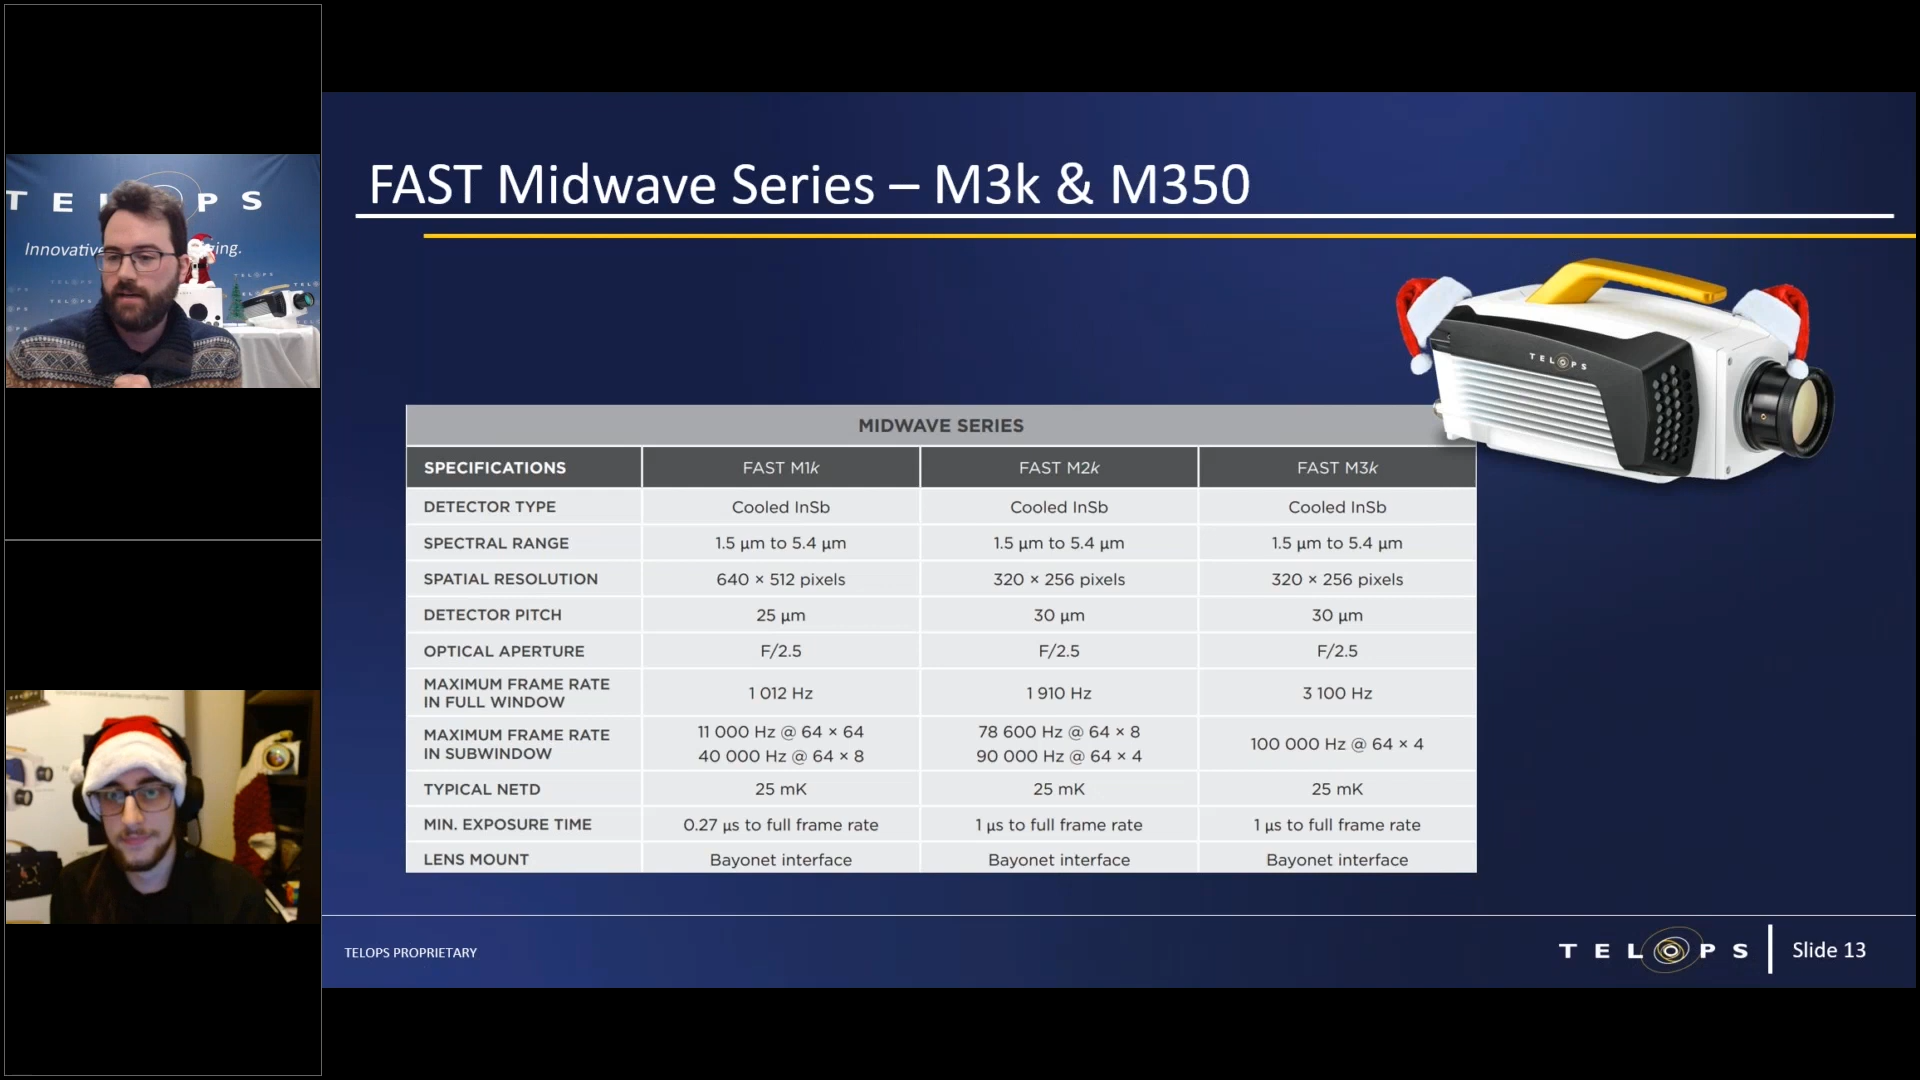 TELOPS
Innovative
ging.
FAST Midwave Series – M3k & M350
TELOPS
MIDWAVE SERIES
SPECIFICATIONS FAST M1k FAST M2k FAST M3k
DETECTOR TYPE Cooled InSb Cooled InSb Cooled InSb
SPECTRAL RANGE 1.5 µm to 5.4 µm 1.5 µm to 5.4 µm 1.5 µm to 5.4 µm
SPATIAL RESOLUTION 640 × 512 pixels 320 × 256 pixels 320 × 256 pixels
DETECTOR PITCH 25 µm 30 µm 30 µm
OPTICAL APERTURE F/2.5 F/2.5 F/2.5
MAXIMUM FRAME RATE
IN FULL WINDOW 1 012 Hz 1 910 Hz 3 100 Hz
MAXIMUM FRAME RATE 11 000 Hz @ 64 × 64 78 600 Hz @ 64 × 8
IN SUBWINDOW 40 000 Hz @ 64 × 8 90 000 Hz @ 64 × 4 100 000 Hz @ 64 × 4
TYPICAL NETD 25 mK 25 mK 25 mK
MIN. EXPOSURE TIME 0.27 µs to full frame rate 1 µs to full frame rate 1 µs to full frame rate
LENS MOUNT Bayonet interface Bayonet interface Bayonet interface
TELOPS PROPRIETARY
TELOPS
Slide 13